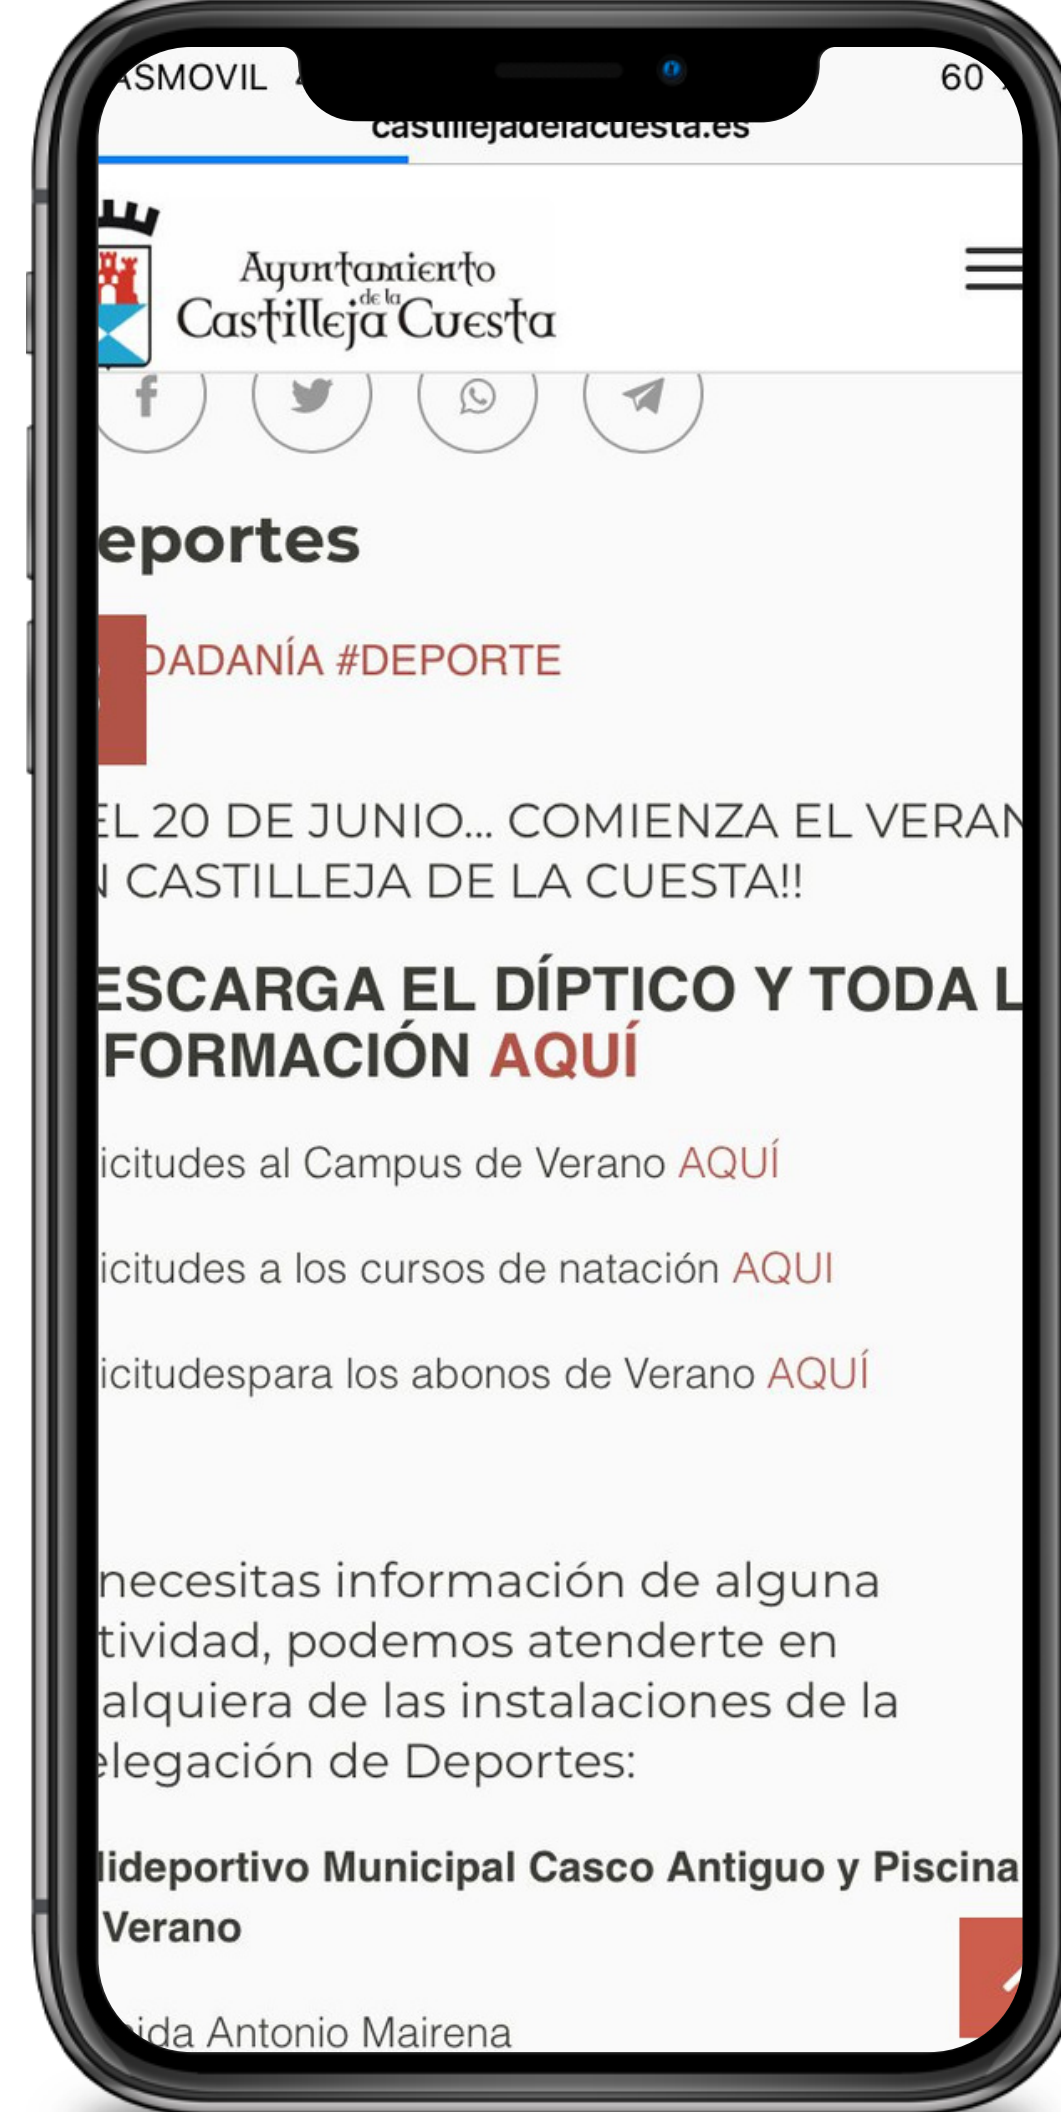 ASMOVIL
60
castillejadelacuesta.es
Ayuntamiento
de la
Castilleja Cuesta
eportes
DADANÍA #DEPORTE
EL 20 DE JUNIO... COMIENZA EL VERAN
N CASTILLEJA DE LA CUESTA!!
ESCARGA EL DÍPTICO Y TODA L
FORMACIÓN AQUÍ
icitudes al Campus de Verano AQUÍ
icitudes a los cursos de natación AQUI
icitudespara los abonos de Verano AQUÍ
necesitas información de alguna
tividad, podemos atenderte en
alquiera de las instalaciones de la
elegación de Deportes:
lideportivo Municipal Casco Antiguo y Piscina
Verano
ida Antonio Mairena